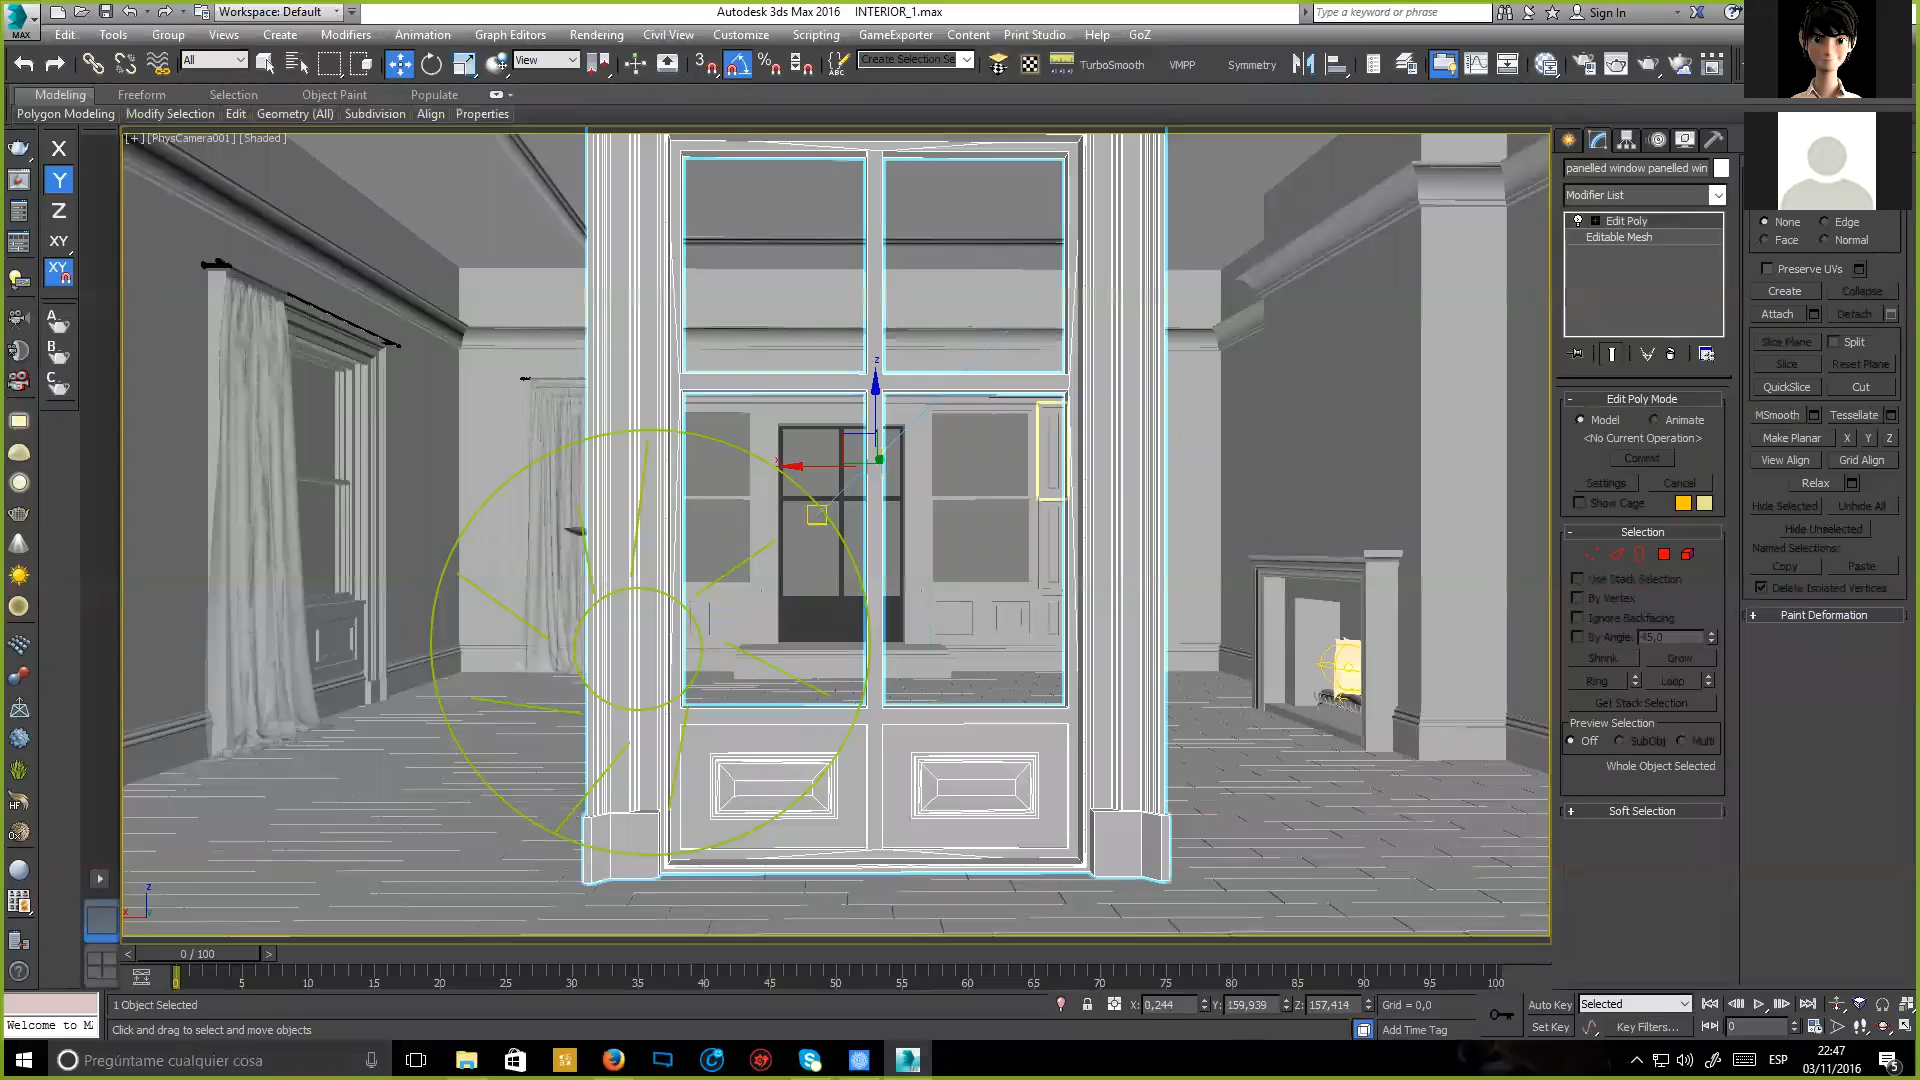 Workspace: Default
Autodesk 3ds Max 2016 INTERIOR_1.max
Type a keyword or phrase
Sign In
MAX
Edit Tools Group Views Create Modifiers Animation Graph Editors Rendering Civil View Customize Scripting GameExporter Content Print Studio Help GoZ
All
View
3
ABC
Create Selection Se
TurboSmooth
VMPP
Symmetry
Modeling Freeform Selection Object Paint Populate
Polygon Modeling Modify Selection Edit Geometry (All) Subdivision Align Properties
[+] [PhysCamera001] [Shaded]
X
Y
Z
XY
XY
A
B
C
HF
z
x
z
x
panelled window panelled win
Modifier List
Edit Poly
Editable Mesh
Edit Poly Mode
Model Animate
<No Current Operation>
Commit
Settings Cancel
Show Cage
Selection
Use Stack Selection
By Vertex
Ignore Backfacing
By Angle: 45,0
Shrink Grow
Ring Loop
Get Stack Selection
Preview Selection
Off SubObj Multi
Whole Object Selected
Soft Selection
None Edge
Face Normal
Preserve UVs
Create Collapse
Attach Detach
Slice Plane Split
Slice Reset Plane
QuickSlice Cut
MSmooth Tessellate
Make Planar X Y Z
View Align Grid Align
Relax
Hide Selected Unhide All
Hide Unselected
Named Selections:
Copy Paste
Delete Isolated Vertices
Paint Deformation
< 0 / 100 >
0 5 10 15 20 25 30 35 40 45 50 55 60 65 70 75 80 85 90 95 100
Welcome to M
1 Object Selected
Click and drag to select and move objects
X: 0,244 Y: -159,939 Z: 157,414 Grid = 0,0
Add Time Tag
Auto Key Selected
Set Key Key Filters...
0
Pregúntame cualquier cosa
ESP
22:47
03/11/2016
5